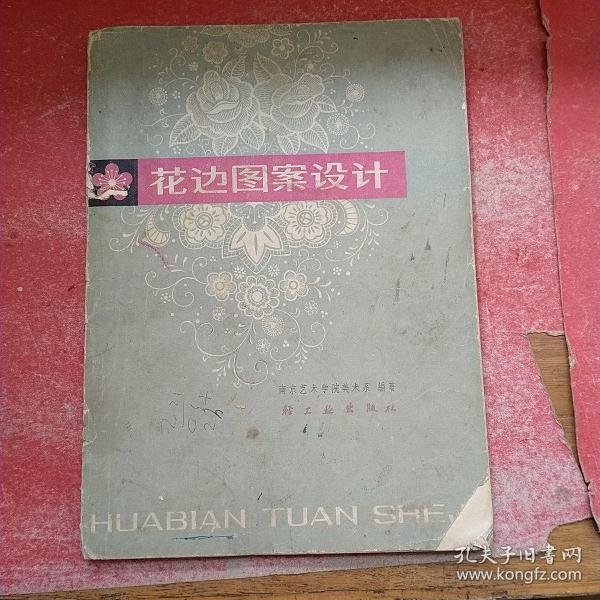 花边图案设计
南京艺术学院美术系 编著
轻工业出版社
HUABIAN TUAN SHE
孔夫子旧书网
www.kongfz.com